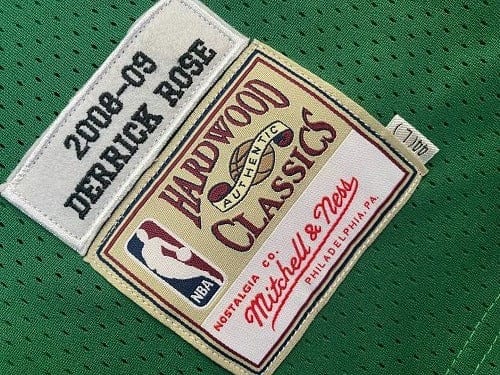 2008-09
DERRICK ROSE
HARDWOOD
AUTHENTIC
CLASSICS
NBA
NOSTALGIA CO.
Mitchell & Ness
PHILADELPHIA, PA.